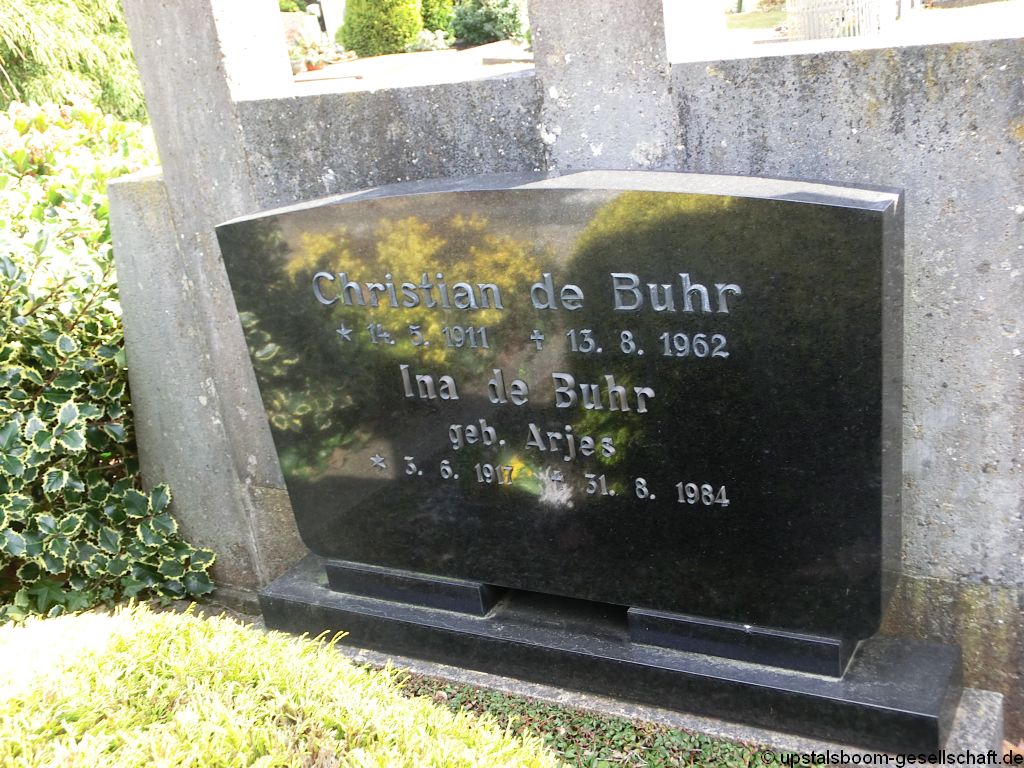 Christian de Buhr
* 14. 5. 1911 ✝ 13. 8. 1962
Ina de Buhr
geb. Arjes
* 3. 6. 1917 ✝ 31. 8. 1984
© upstalsboom-gesellschaft.de